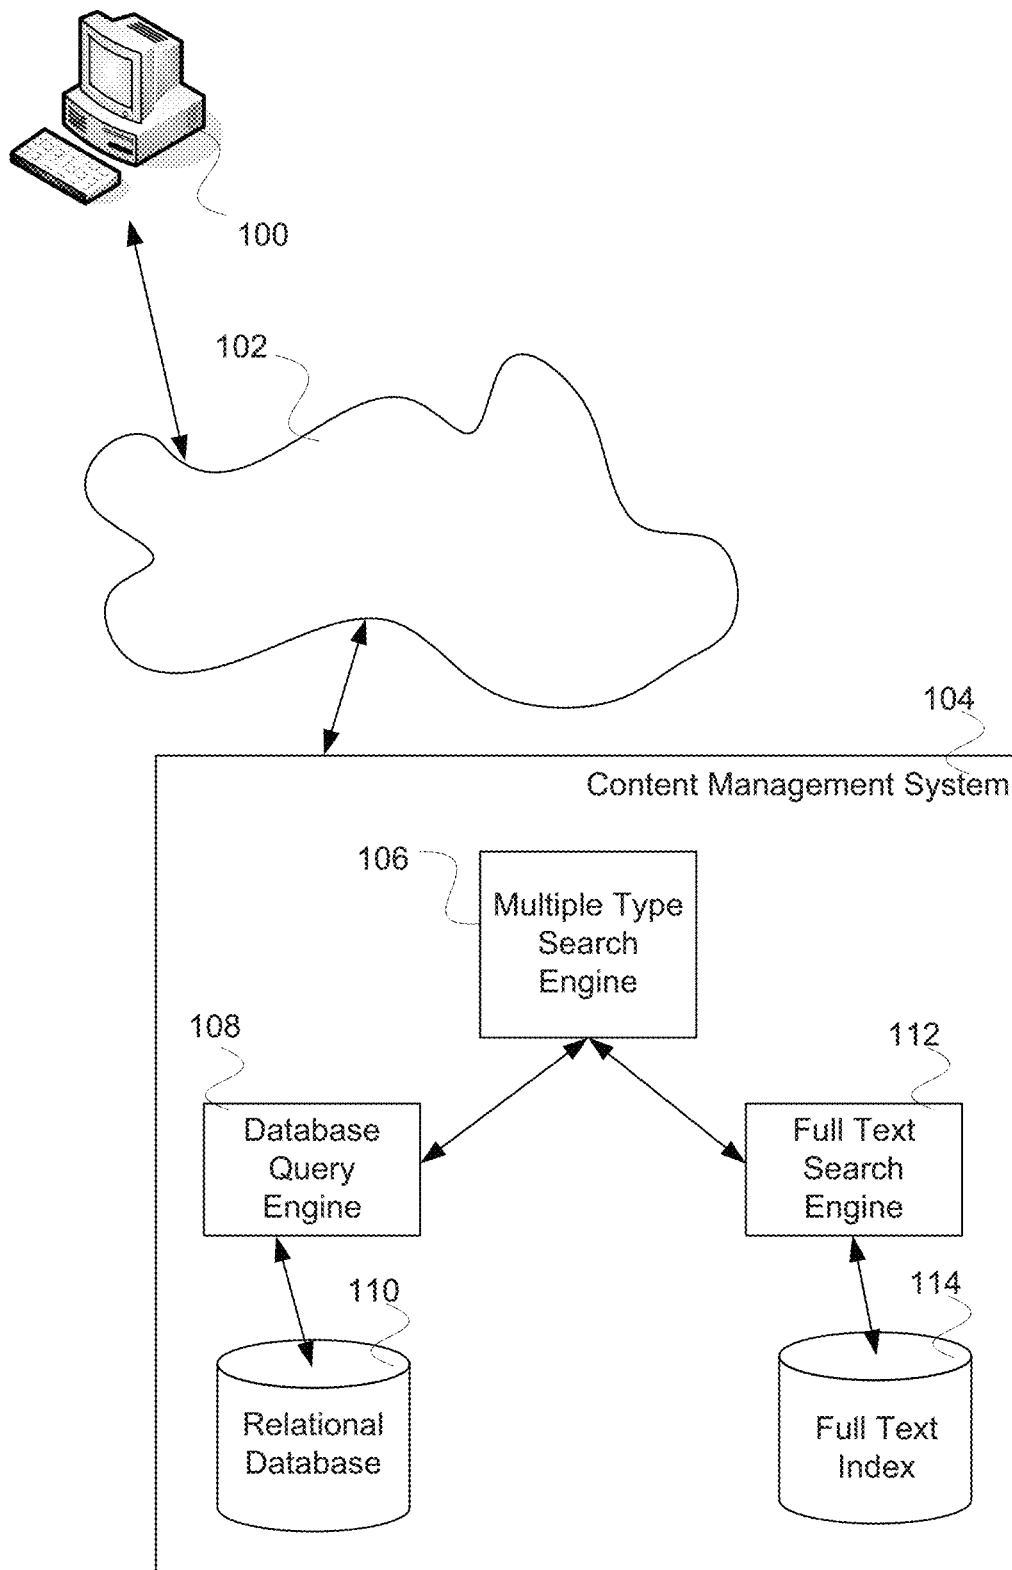 100
102
104
Content Management System
106
Multiple Type
Search
Engine
108
Database
Query
Engine
112
Full Text
Search
Engine
110
Relational
Database
114
Full Text
Index